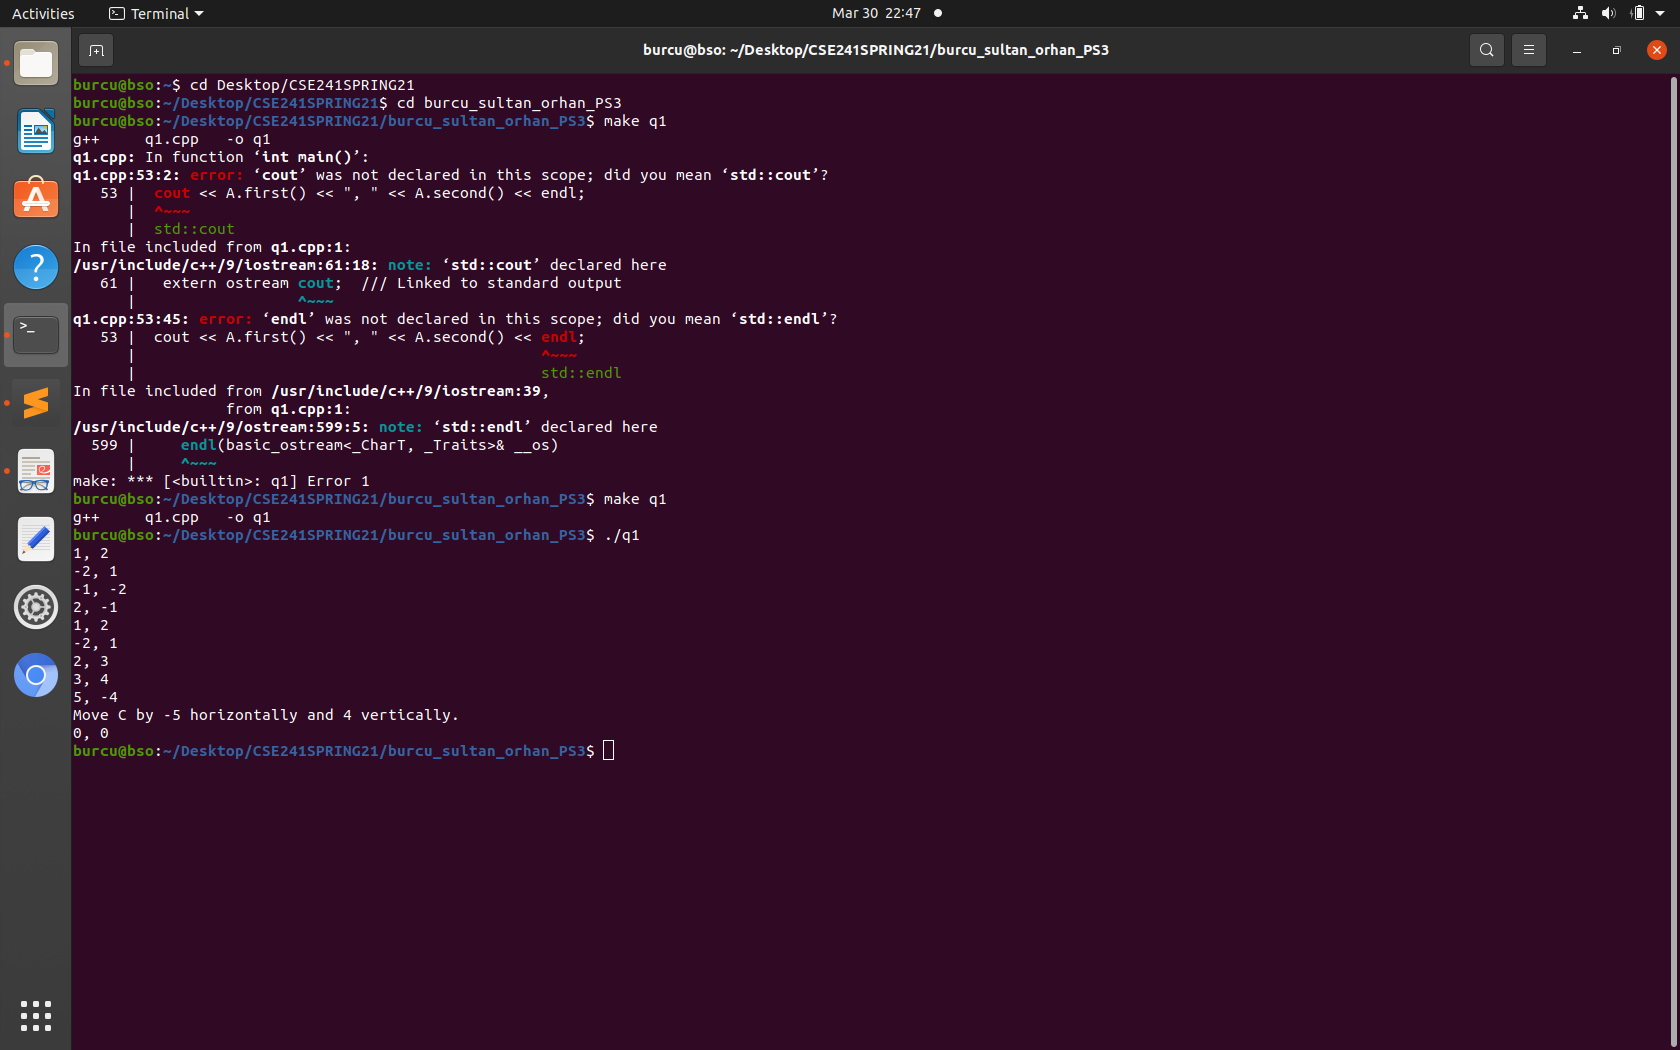 Activities Terminal Mar 30 22:47
burcu@bso: ~/Desktop/CSE241SPRING21/burcu_sultan_orhan_PS3
burcu@bso:~$ cd Desktop/CSE241SPRING21
burcu@bso:~/Desktop/CSE241SPRING21$ cd burcu_sultan_orhan_PS3
burcu@bso:~/Desktop/CSE241SPRING21/burcu_sultan_orhan_PS3$ make q1
g++     q1.cpp   -o q1
q1.cpp: In function ‘int main()’:
q1.cpp:53:2: error: ‘cout’ was not declared in this scope; did you mean ‘std::cout’?
   53 |  cout << A.first() << ", " << A.second() << endl;
      |  ^~~~
      |  std::cout
In file included from q1.cpp:1:
/usr/include/c++/9/iostream:61:18: note: ‘std::cout’ declared here
   61 |   extern ostream cout;  /// Linked to standard output
      |                  ^~~~
q1.cpp:53:45: error: ‘endl’ was not declared in this scope; did you mean ‘std::endl’?
   53 |  cout << A.first() << ", " << A.second() << endl;
      |                                             ^~~~
      |                                             std::endl
In file included from /usr/include/c++/9/iostream:39,
                 from q1.cpp:1:
/usr/include/c++/9/ostream:599:5: note: ‘std::endl’ declared here
  599 |     endl(basic_ostream<_CharT, _Traits>& __os)
      |     ^~~~
make: *** [<builtin>: q1] Error 1
burcu@bso:~/Desktop/CSE241SPRING21/burcu_sultan_orhan_PS3$ make q1
g++     q1.cpp   -o q1
burcu@bso:~/Desktop/CSE241SPRING21/burcu_sultan_orhan_PS3$ ./q1
1, 2
-2, 1
-1, -2
2, -1
1, 2
-2, 1
2, 3
3, 4
5, -4
Move C by -5 horizontally and 4 vertically.
0, 0
burcu@bso:~/Desktop/CSE241SPRING21/burcu_sultan_orhan_PS3$